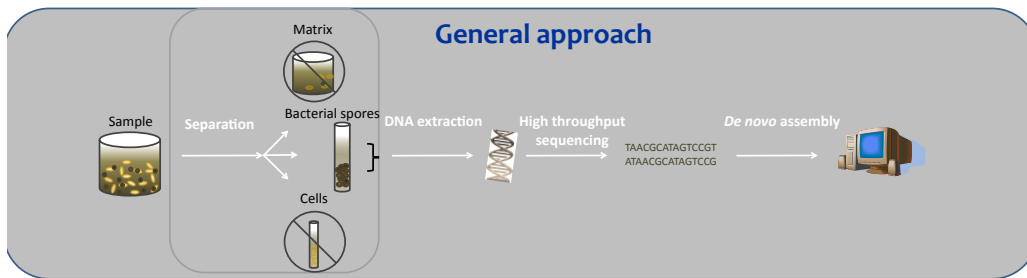 General approach
Matrix
Sample
Separation
Bacterial spores
Cells
DNA extraction
High throughput
sequencing
TAACGCATAGTCCGT
ATAACGCATAGTCCG
De novo assembly